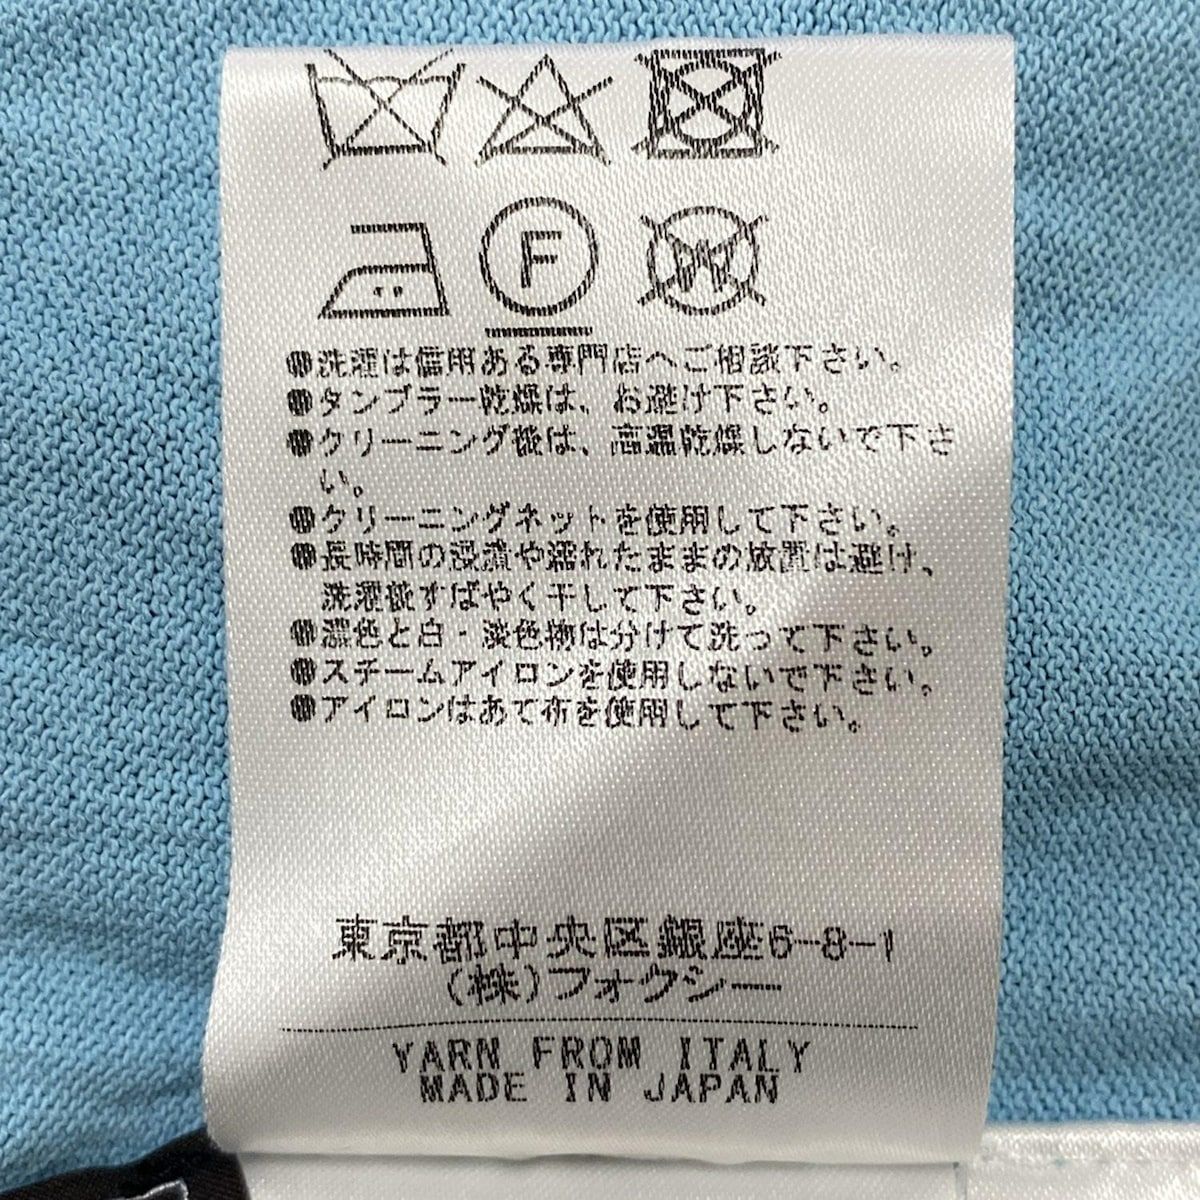 F
W
●洗濯は信用ある専門店へご相談下さい。
●タンブラー乾燥は、お避け下さい。
●クリーニング後は、高温乾燥しないで下さ
い。
●クリーニングネットを使用して下さい。
●長時間の浸漬や濡れたままの放置は避け、
洗濯後すばやく干して下さい。
●濃色と白・淡色物は分けて洗って下さい。
●スチームアイロンを使用しないで下さい。
●アイロンはあて布を使用して下さい。
東京都中央区銀座6-8-1
(株)フォクシー
YARN FROM ITALY
MADE IN JAPAN